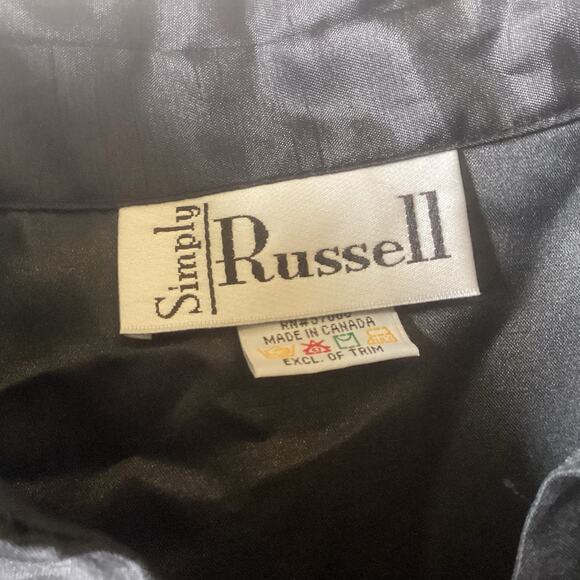 Simply
Russell
MADE IN CANADA
EXCL. OF TRIM